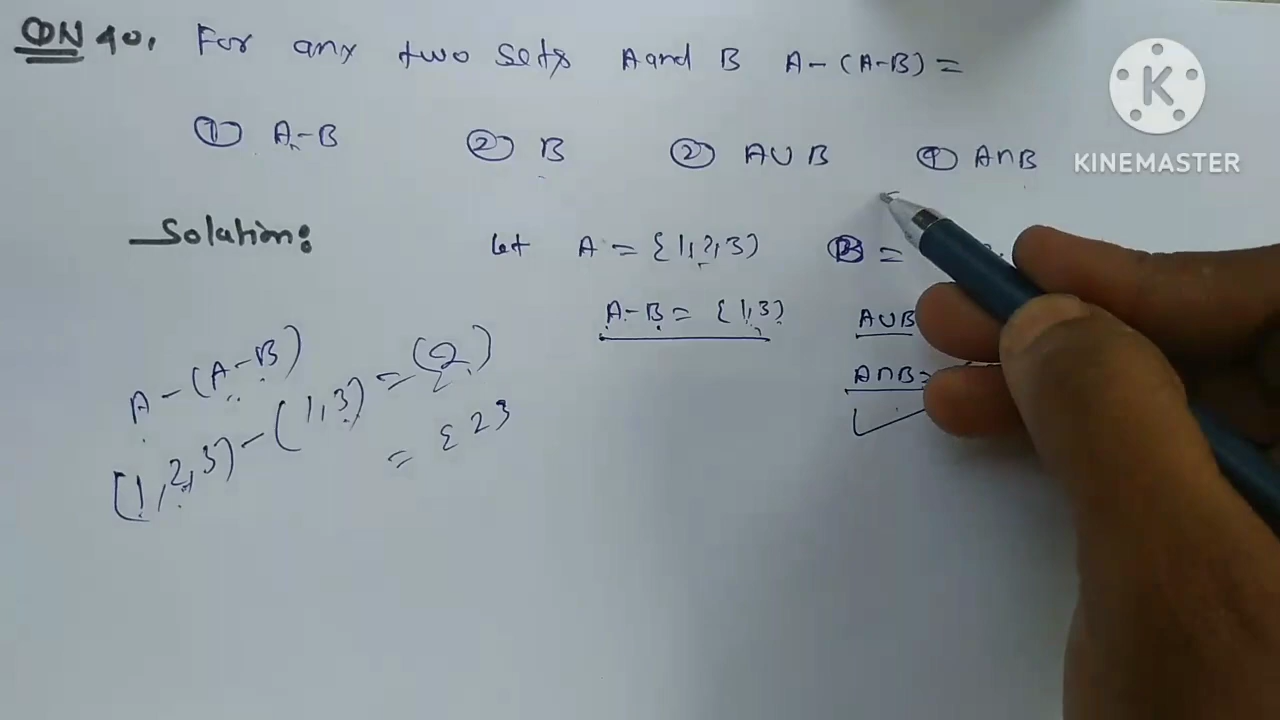 QN 40. For any two sets A and B A-(A-B)=
① A-B ② B ② A∪B ④ A∩B
KINEMASTER
Solution: let A = {1,2,3} B =
A-B = {1,3} A∪B
A∩B=
A-(A-B)
(1,2,3)-(1,3) = (2)
= {2}